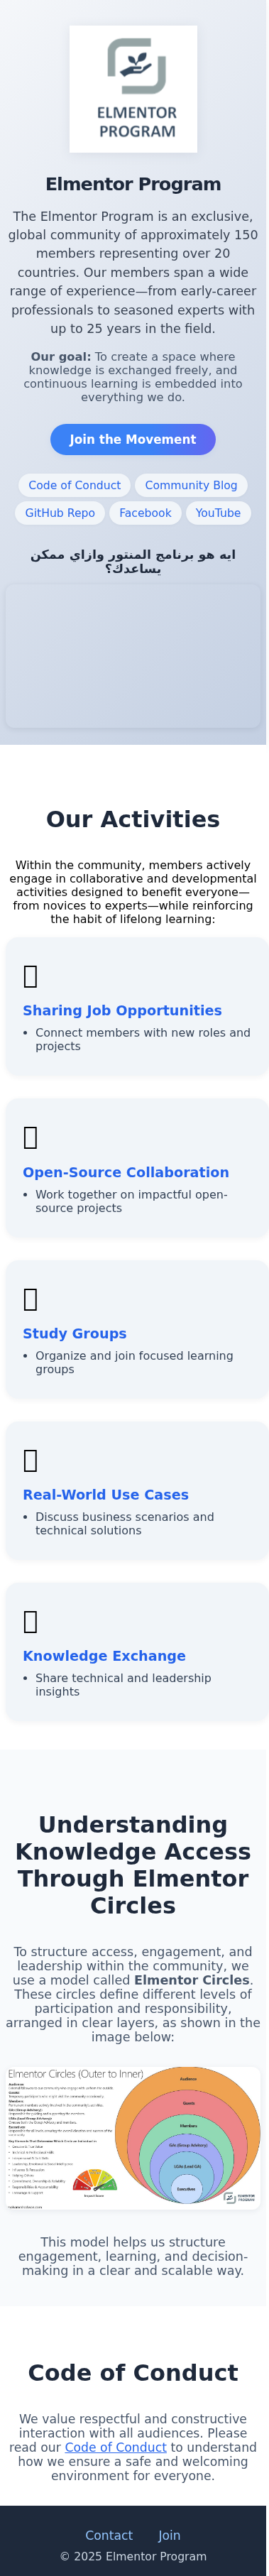 ELMENTOR
PROGRAM
Elmentor Program
The Elmentor Program is an exclusive,
global community of approximately 150
members representing over 20
countries. Our members span a wide
range of experience—from early-career
professionals to seasoned experts with
up to 25 years in the field.
Our goal: To create a space where
knowledge is exchanged freely, and
continuous learning is embedded into
everything we do.
Join the Movement
Code of Conduct Community Blog
GitHub Repo Facebook YouTube
ايه هو برنامج المنتور وازاي ممكن
يساعدك؟
Our Activities
Within the community, members actively
engage in collaborative and developmental
activities designed to benefit everyone—
from novices to experts—while reinforcing
the habit of lifelong learning:
Sharing Job Opportunities
• Connect members with new roles and
projects
Open-Source Collaboration
• Work together on impactful open-
source projects
Study Groups
• Organize and join focused learning
groups
Real-World Use Cases
• Discuss business scenarios and
technical solutions
Knowledge Exchange
• Share technical and leadership
insights
Understanding
Knowledge Access
Through Elmentor
Circles
To structure access, engagement, and
leadership within the community, we
use a model called Elmentor Circles.
These circles define different levels of
participation and responsibility,
arranged in clear layers, as shown in the
image below:
Elmentor Circles (Outer to Inner)
Audience
Guests
Members
GA (Group Advisory)
LGAs (Lead GA)
Executives
This model helps us structure
engagement, learning, and decision-
making in a clear and scalable way.
Code of Conduct
We value respectful and constructive
interaction with all audiences. Please
read our Code of Conduct to understand
how we ensure a safe and welcoming
environment for everyone.
Contact Join
© 2025 Elmentor Program